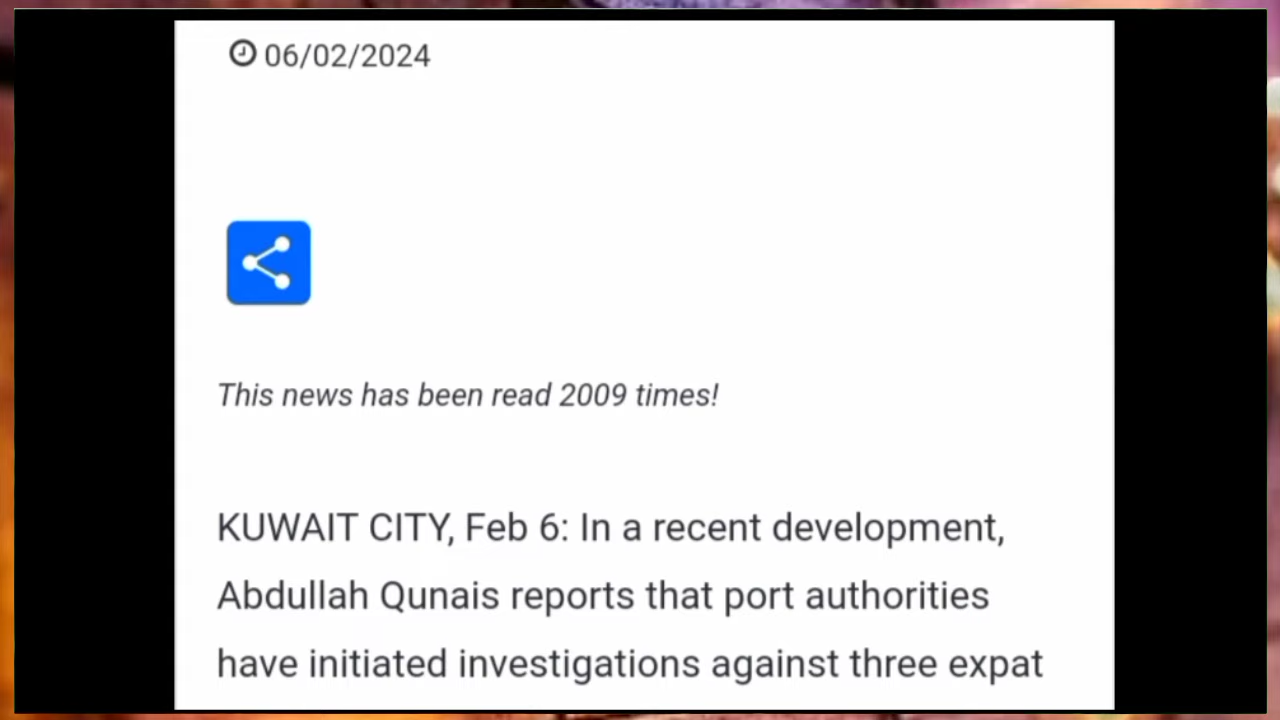 06/02/2024
This news has been read 2009 times!
KUWAIT CITY, Feb 6: In a recent development,
Abdullah Qunais reports that port authorities
have initiated investigations against three expat